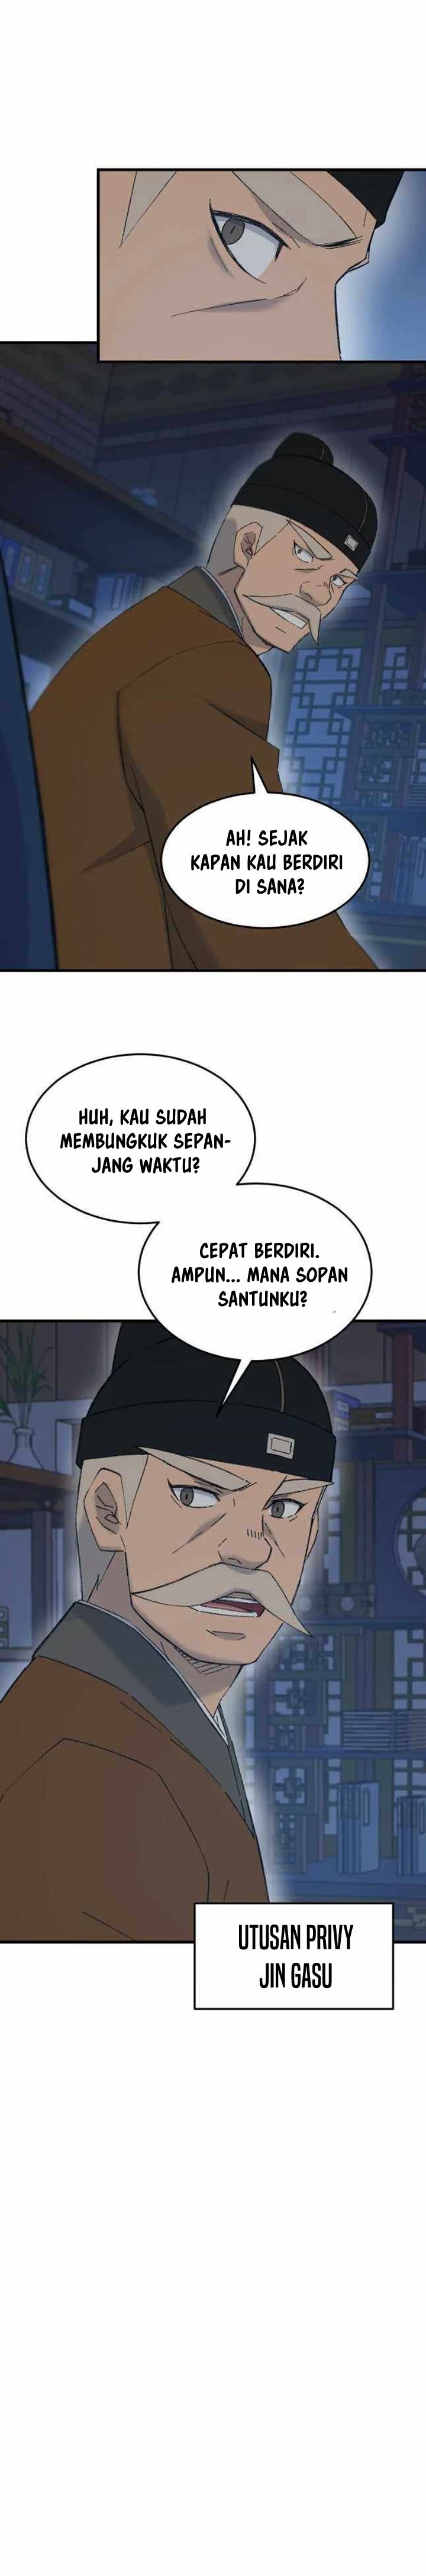 AH! SEJAK
KAPAN KAU BERDIRI
DI SANA?
HUH, KAU SUDAH
MEMBUNGKUK SEPAN-
JANG WAKTU?
CEPAT BERDIRI.
AMPUN... MANA SOPAN
SANTUNKU?
UTUSAN PRIVY
JIN GASU